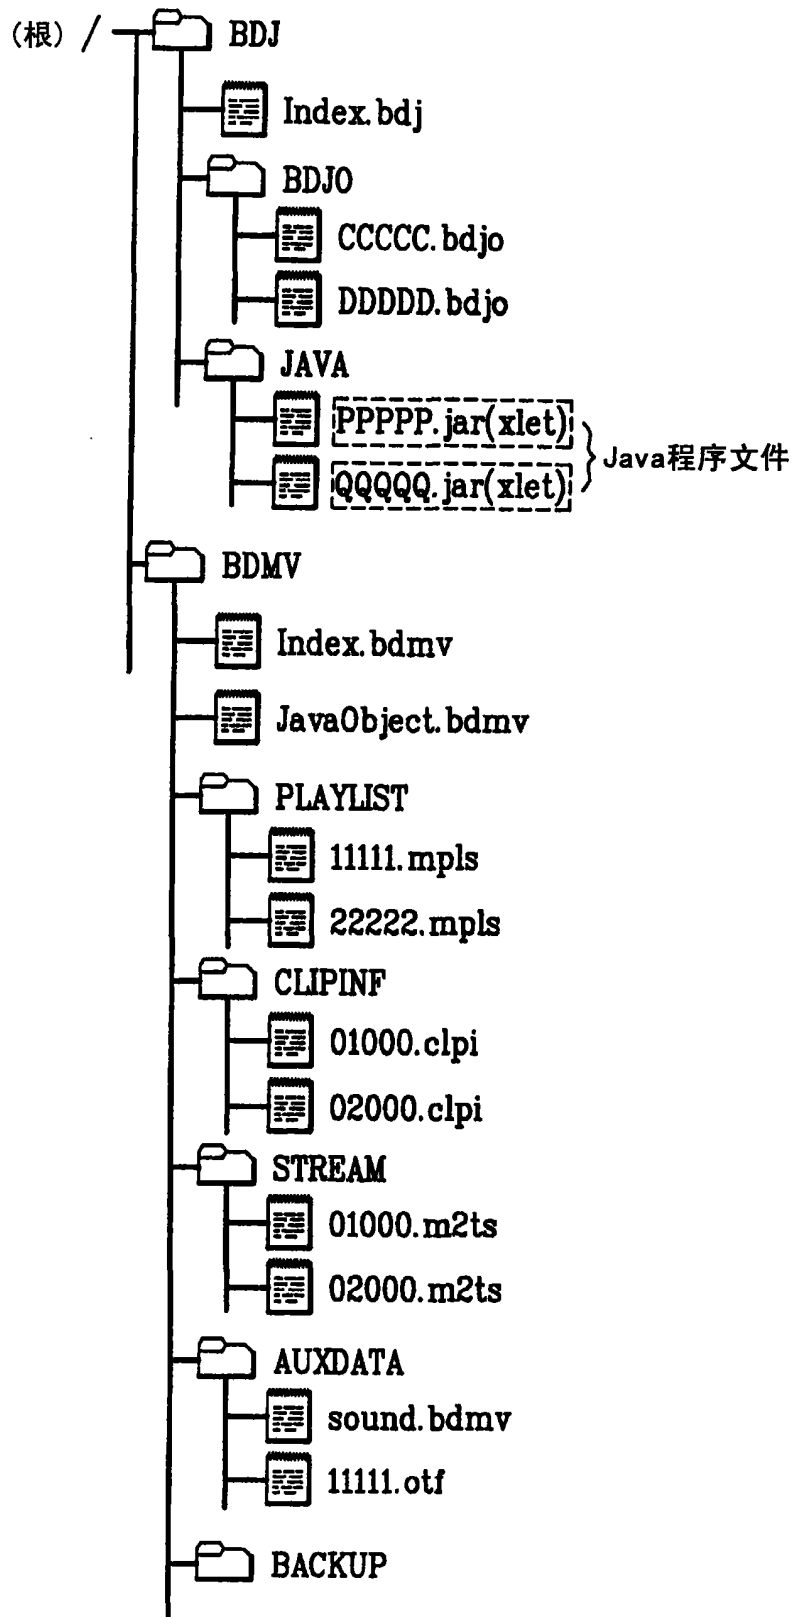 (根) / BDJ
Index.bdj
BDJO
CCCCC.bdjo
DDDDD.bdjo
JAVA
PPPPP.jar(xlet)
QQQQQ.jar(xlet)
Java程序文件
BDMV
Index.bdmv
JavaObject.bdmv
PLAYLIST
11111.mpls
22222.mpls
CLIPINF
01000.clpi
02000.clpi
STREAM
01000.m2ts
02000.m2ts
AUXDATA
sound.bdmv
11111.otf
BACKUP